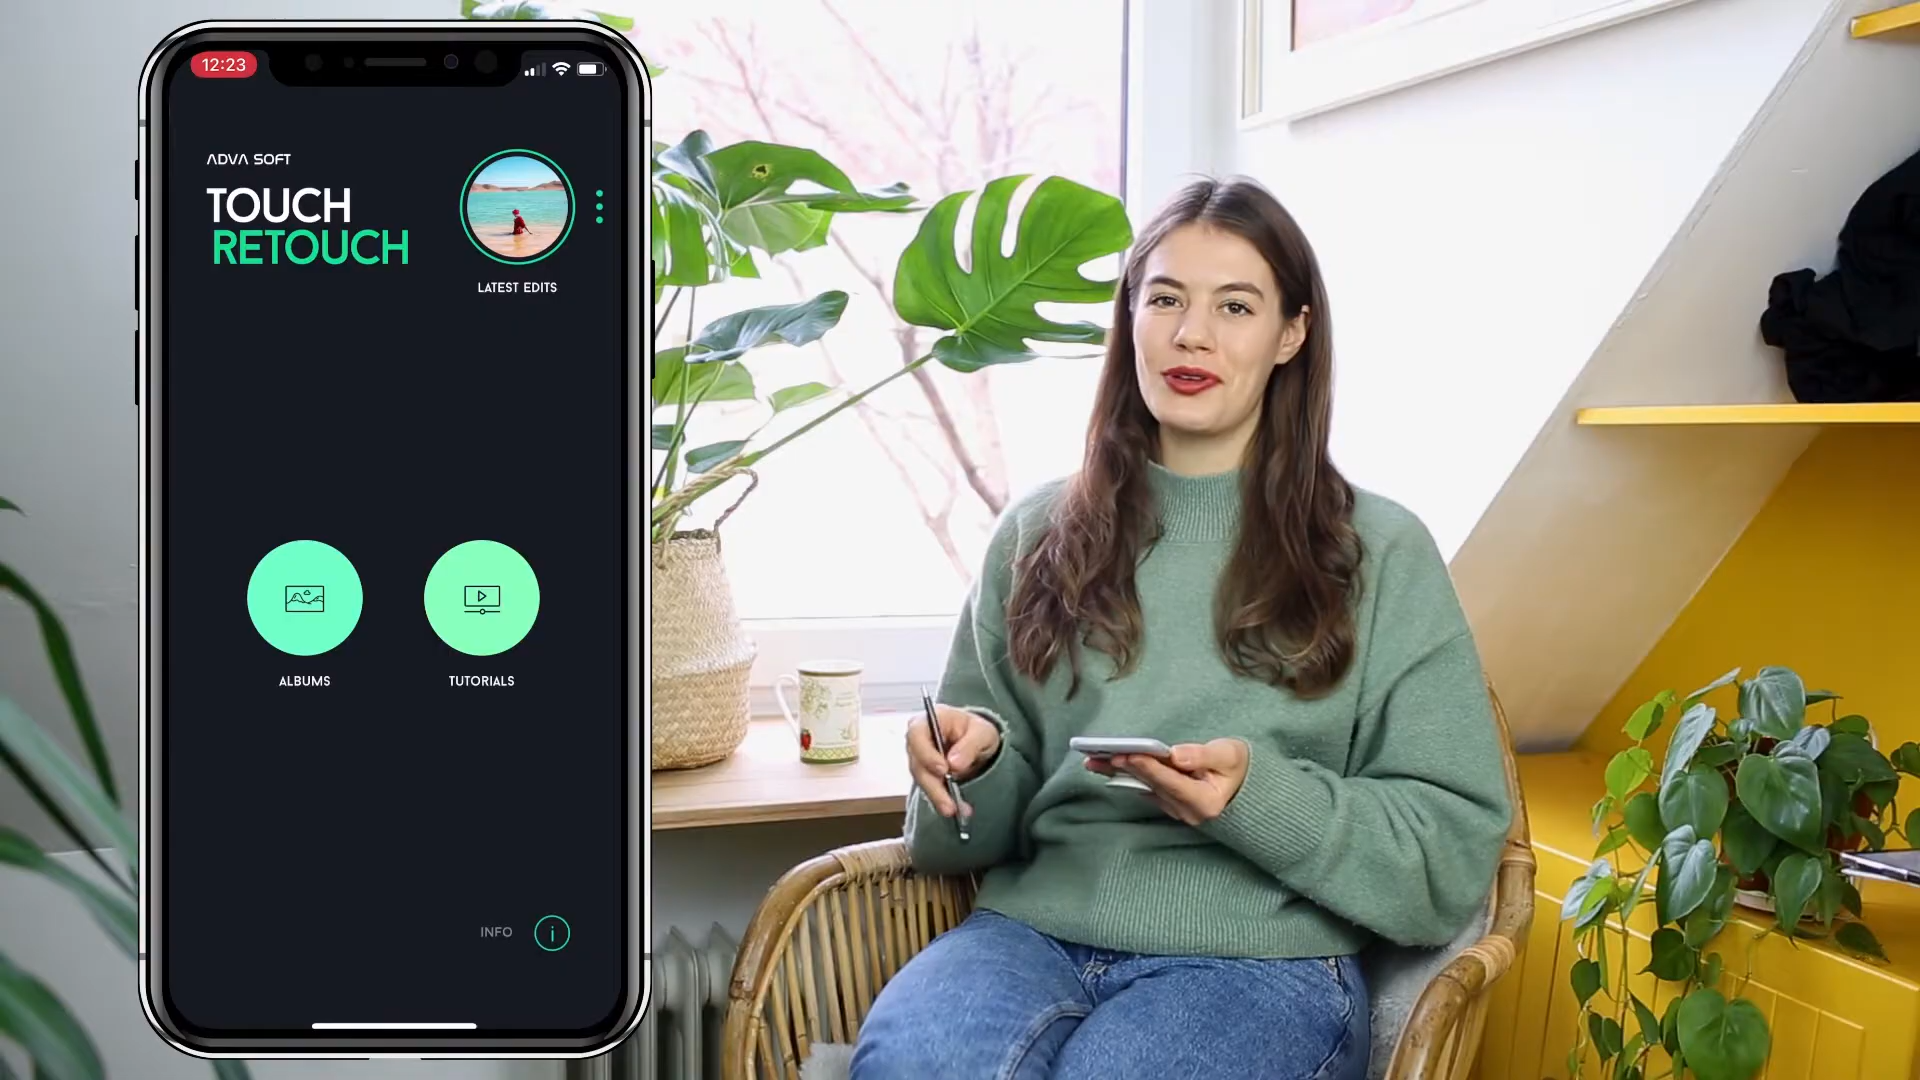 12:23
ADVA SOFT
TOUCH
RETOUCH
LATEST EDITS
ALBUMS
TUTORIALS
INFO
i